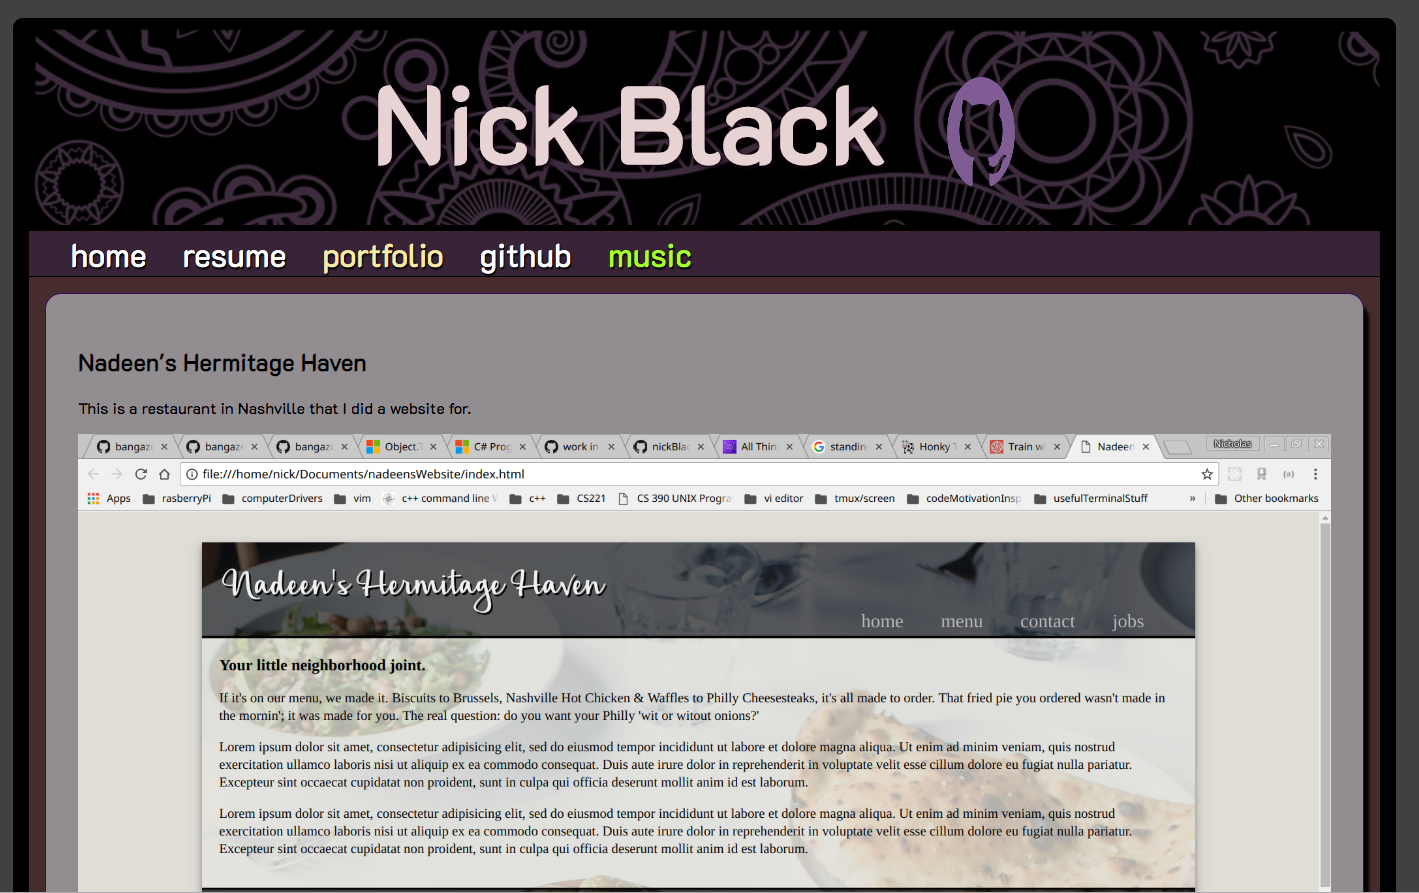 Nick Black
home resume portfolio github music
Nadeen's Hermitage Haven
This is a restaurant in Nashville that I did a website for.
bangaz bangaz bangaz Object.T C# Prog work in nickBlac All Thin standin Honky T Train w Nadeen Nicholas
file:///home/nick/Documents/nadeensWebsite/index.html
Apps rasberryPi computerDrivers vim c++ command line c++ CS221 CS 390 UNIX Progra vi editor tmux/screen codeMotivationInsp usefulTerminalStuff » Other bookmarks
Nadeen's Hermitage Haven
home menu contact jobs
Your little neighborhood joint.
If it's on our menu, we made it. Biscuits to Brussels, Nashville Hot Chicken & Waffles to Philly Cheesesteaks, it's all made to order. That fried pie you ordered wasn't made in
the mornin'; it was made for you. The real question: do you want your Philly 'wit or witout onions?'
Lorem ipsum dolor sit amet, consectetur adipisicing elit, sed do eiusmod tempor incididunt ut labore et dolore magna aliqua. Ut enim ad minim veniam, quis nostrud
exercitation ullamco laboris nisi ut aliquip ex ea commodo consequat. Duis aute irure dolor in reprehenderit in voluptate velit esse cillum dolore eu fugiat nulla pariatur.
Excepteur sint occaecat cupidatat non proident, sunt in culpa qui officia deserunt mollit anim id est laborum.
Lorem ipsum dolor sit amet, consectetur adipisicing elit, sed do eiusmod tempor incididunt ut labore et dolore magna aliqua. Ut enim ad minim veniam, quis nostrud
exercitation ullamco laboris nisi ut aliquip ex ea commodo consequat. Duis aute irure dolor in reprehenderit in voluptate velit esse cillum dolore eu fugiat nulla pariatur.
Excepteur sint occaecat cupidatat non proident, sunt in culpa qui officia deserunt mollit anim id est laborum.